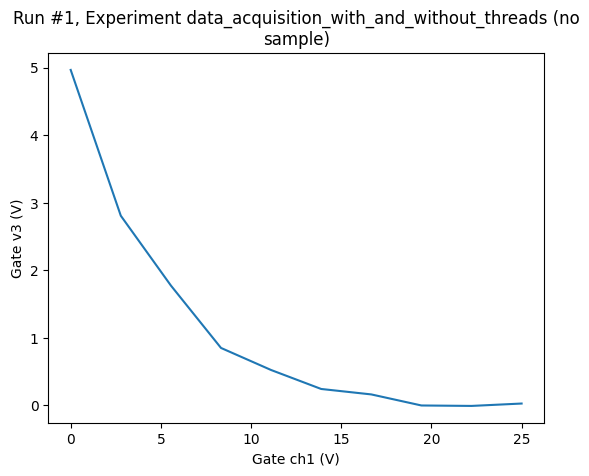 Run #1, Experiment data_acquisition_with_and_without_threads (no
sample)
5
4
3
2
1
0
Gate v3 (V)
0 5 10 15 20 25
Gate ch1 (V)